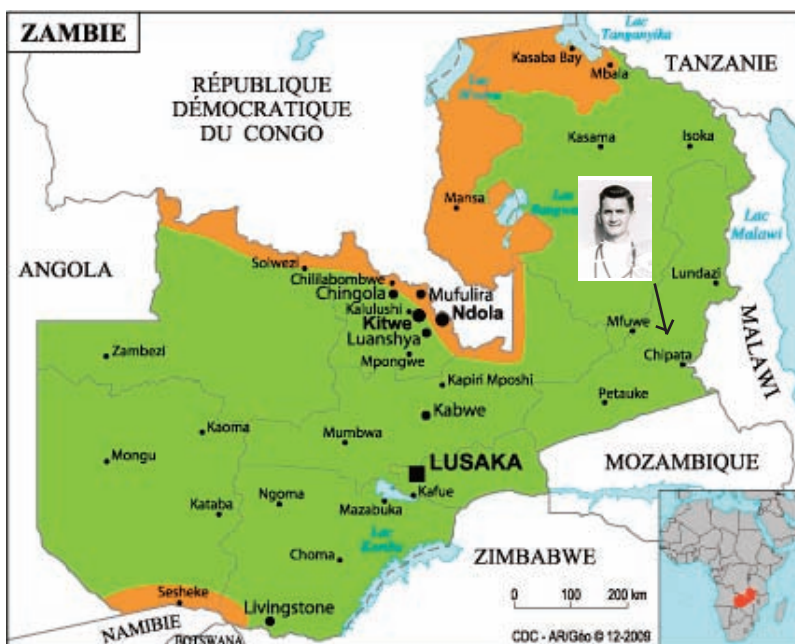 ZAMBIE
Lac
Tanganyika
Kasaba Bay
Mbala
TANZANIE
RÉPUBLIQUE
DÉMOCRATIQUE
DU CONGO
Lac
Kasama
Isoka
Mansa
Lac
Lac
Malawi
ANGOLA
Solwezi
Chililabombwe
Chingola
Mufulira
Lundazi
Kalulushi
Kitwe
Ndola
Luanshya
Mfuwe
MALAWI
Zambezi
Mpongwe
Chipata
Kapiri Mposhi
Petauke
Kabwe
Kaoma
Mumbwa
Mongu
LUSAKA
MOZAMBIQUE
Kataba
Ngoma
Mazabuka
Kafue
Lac
Choma
ZIMBABWE
Sesheke
Livingstone
0 100 200 km
NAMIBIE
BOTSWANA
CDC - AR/Géo © 12-2009